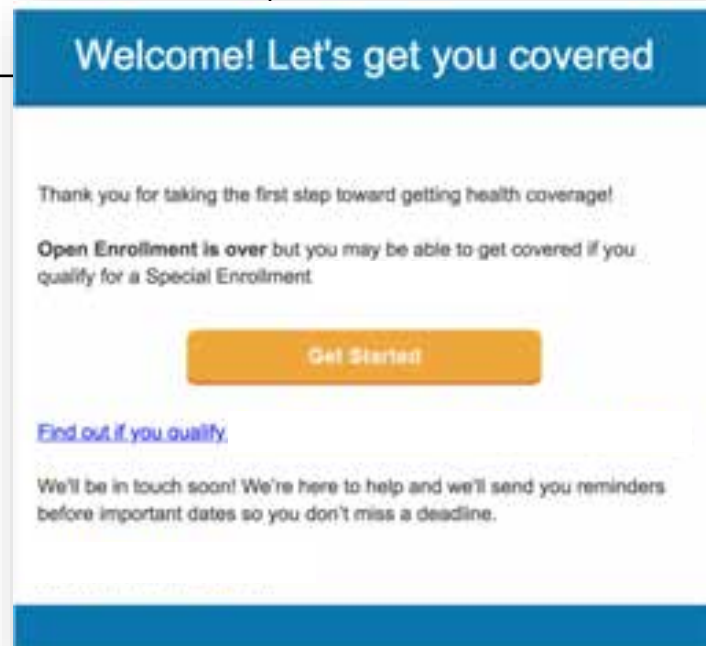 Welcome! Let's get you covered
Thank you for taking the first step toward getting health coverage!
Open Enrollment is over but you may be able to get covered if you
qualify for a Special Enrollment
Get Started
Find out if you qualify.
We'll be in touch soon! We're here to help and we'll send you reminders
before important dates so you don't miss a deadline.